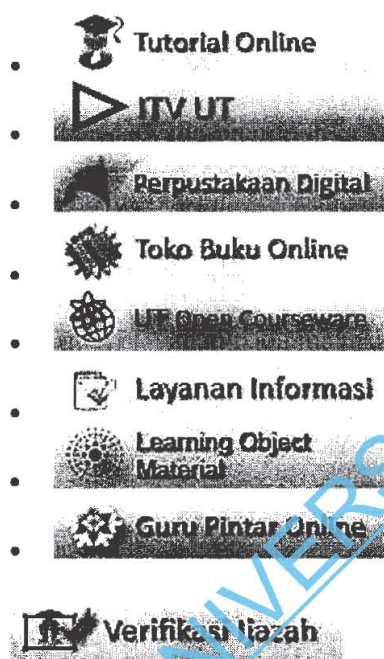 Tutorial Online
ITV UT
Perpustakaan Digital
Toko Buku Online
UT Open Courseware
Layanan Informasi
Learning Object
Material
Guru Pintar Online
Verifikasi Ijazah
UNIVERS